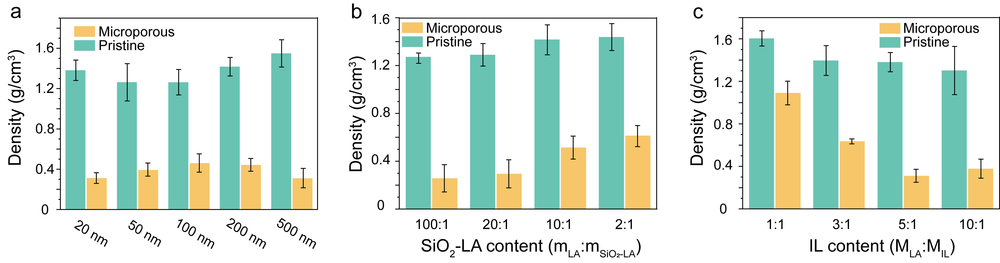 a
Microporous
Pristine
Density (g/cm³)
1.6
1.2
0.8
0.4
0
20 nm
50 nm
100 nm
200 nm
500 nm
b
Microporous
Pristine
Density (g/cm³)
1.6
1.2
0.8
0.4
0
100:1
20:1
10:1
2:1
SiO₂-LA content (mLA:mSiO₂-LA)
c
Microporous
Pristine
Density (g/cm³)
1.6
1.2
0.8
0.4
0
1:1
3:1
5:1
10:1
IL content (MLA:MIL)